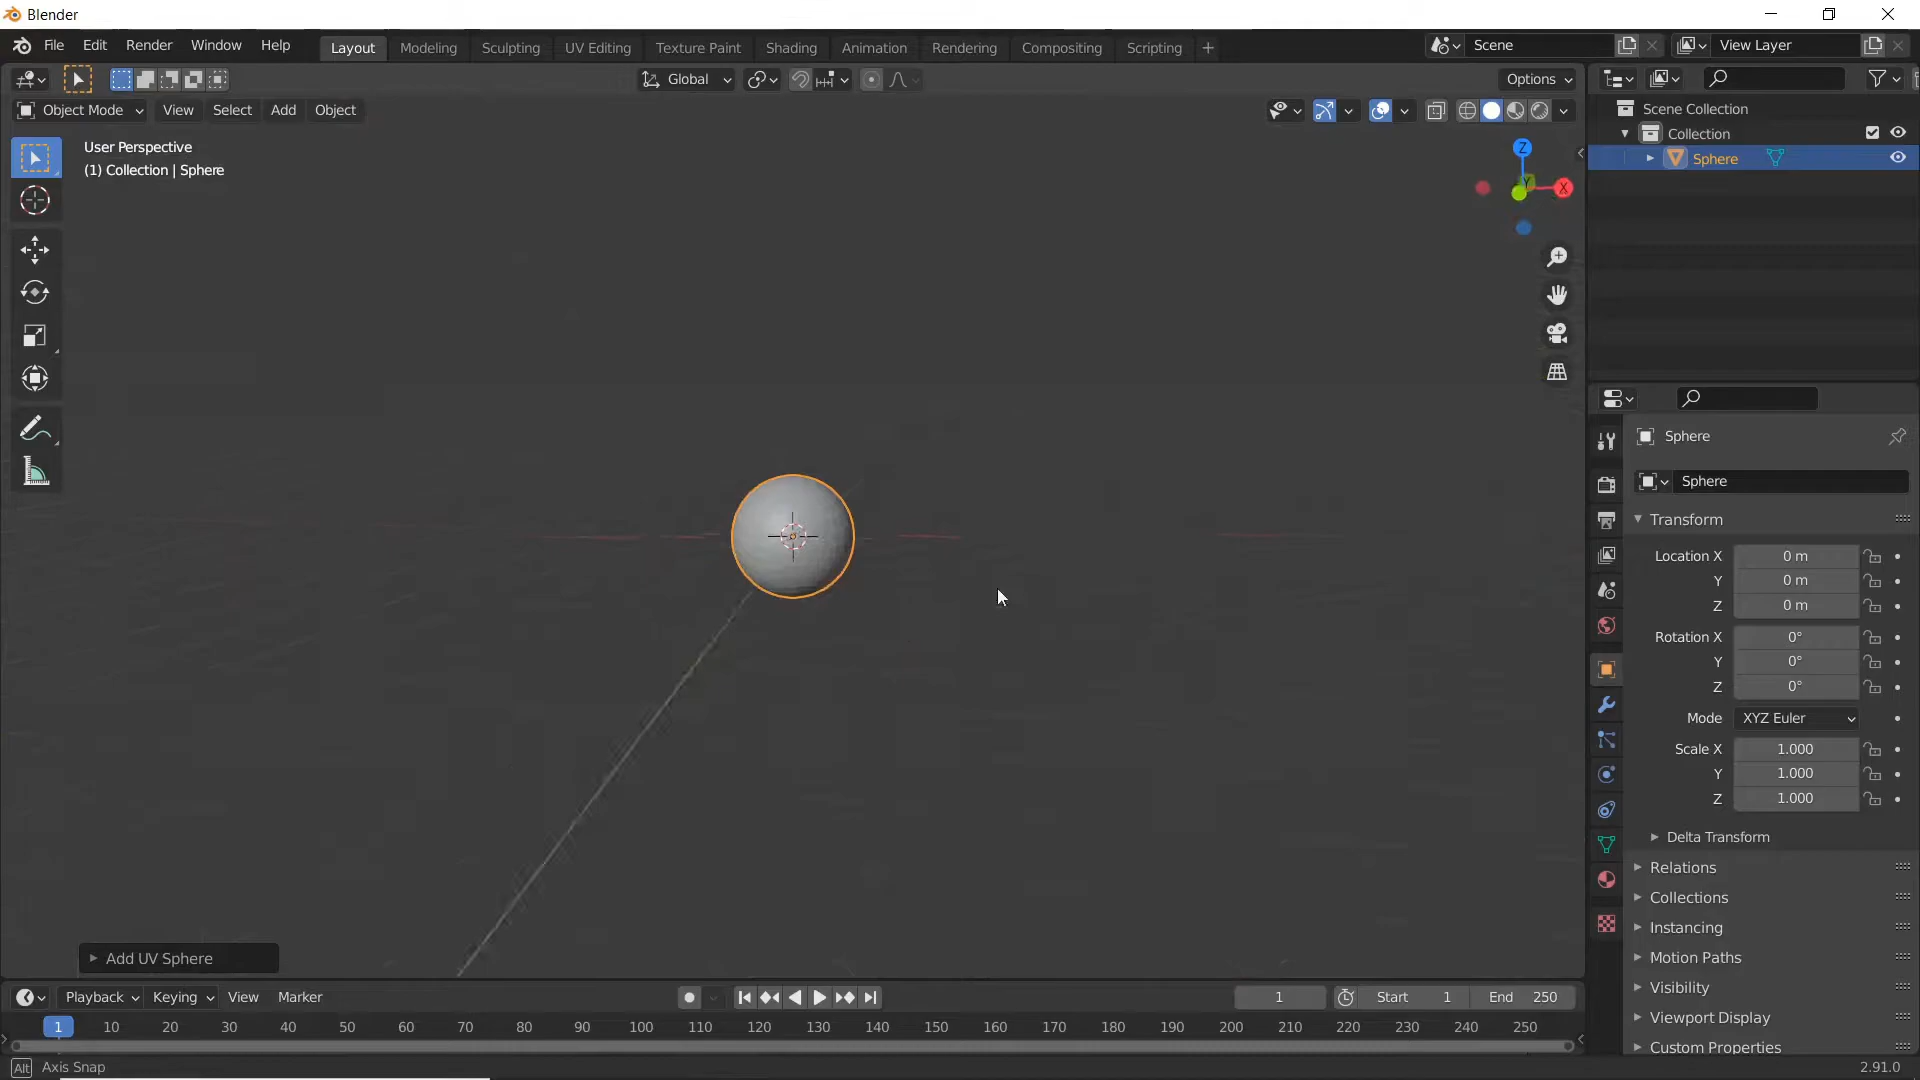 Blender
File Edit Render Window Help Layout Modeling Sculpting UV Editing Texture Paint Shading Animation Rendering Compositing Scripting + Scene View Layer
Global Options
Object Mode View Select Add Object
User Perspective
(1) Collection | Sphere
Z
Y
X
Scene Collection
Collection
Sphere
Sphere
Sphere
Transform
Location X 0 m
Y 0 m
Z 0 m
Rotation X 0°
Y 0°
Z 0°
Mode XYZ Euler
Scale X 1.000
Y 1.000
Z 1.000
Delta Transform
Relations
Collections
Instancing
Motion Paths
Visibility
Viewport Display
Custom Properties
Add UV Sphere
Playback Keying View Marker 1 Start 1 End 250
1 10 20 30 40 50 60 70 80 90 100 110 120 130 140 150 160 170 180 190 200 210 220 230 240 250
Alt Axis Snap 2.91.0